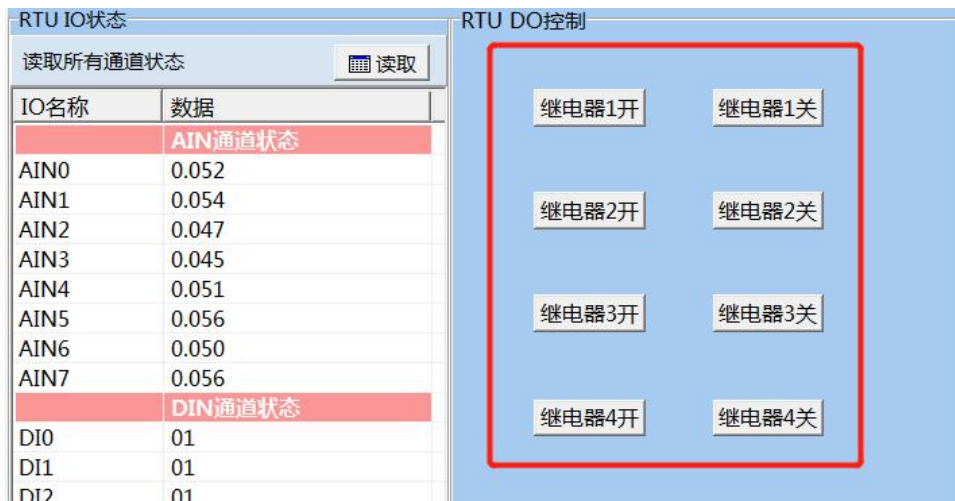 RTU IO状态
读取所有通道状态 读取
IO名称 数据
AIN通道状态
AIN0 0.052
AIN1 0.054
AIN2 0.047
AIN3 0.045
AIN4 0.051
AIN5 0.056
AIN6 0.050
AIN7 0.056
DIN通道状态
DI0 01
DI1 01
DI2 01
RTU DO控制
继电器1开 继电器1关
继电器2开 继电器2关
继电器3开 继电器3关
继电器4开 继电器4关